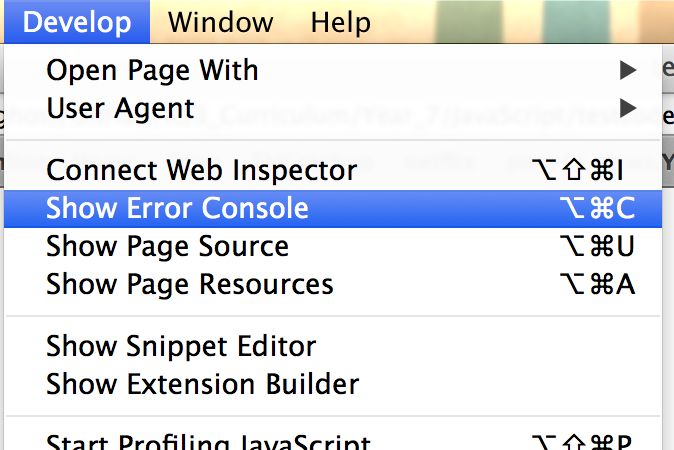 Develop Window Help
Open Page With ▶
User Agent ▶
Connect Web Inspector ⌥⇧⌘I
Show Error Console ⌥⌘C
Show Page Source ⌥⌘U
Show Page Resources ⌥⌘A
Show Snippet Editor
Show Extension Builder
Start Profiling JavaScript ⌥⇧⌘P